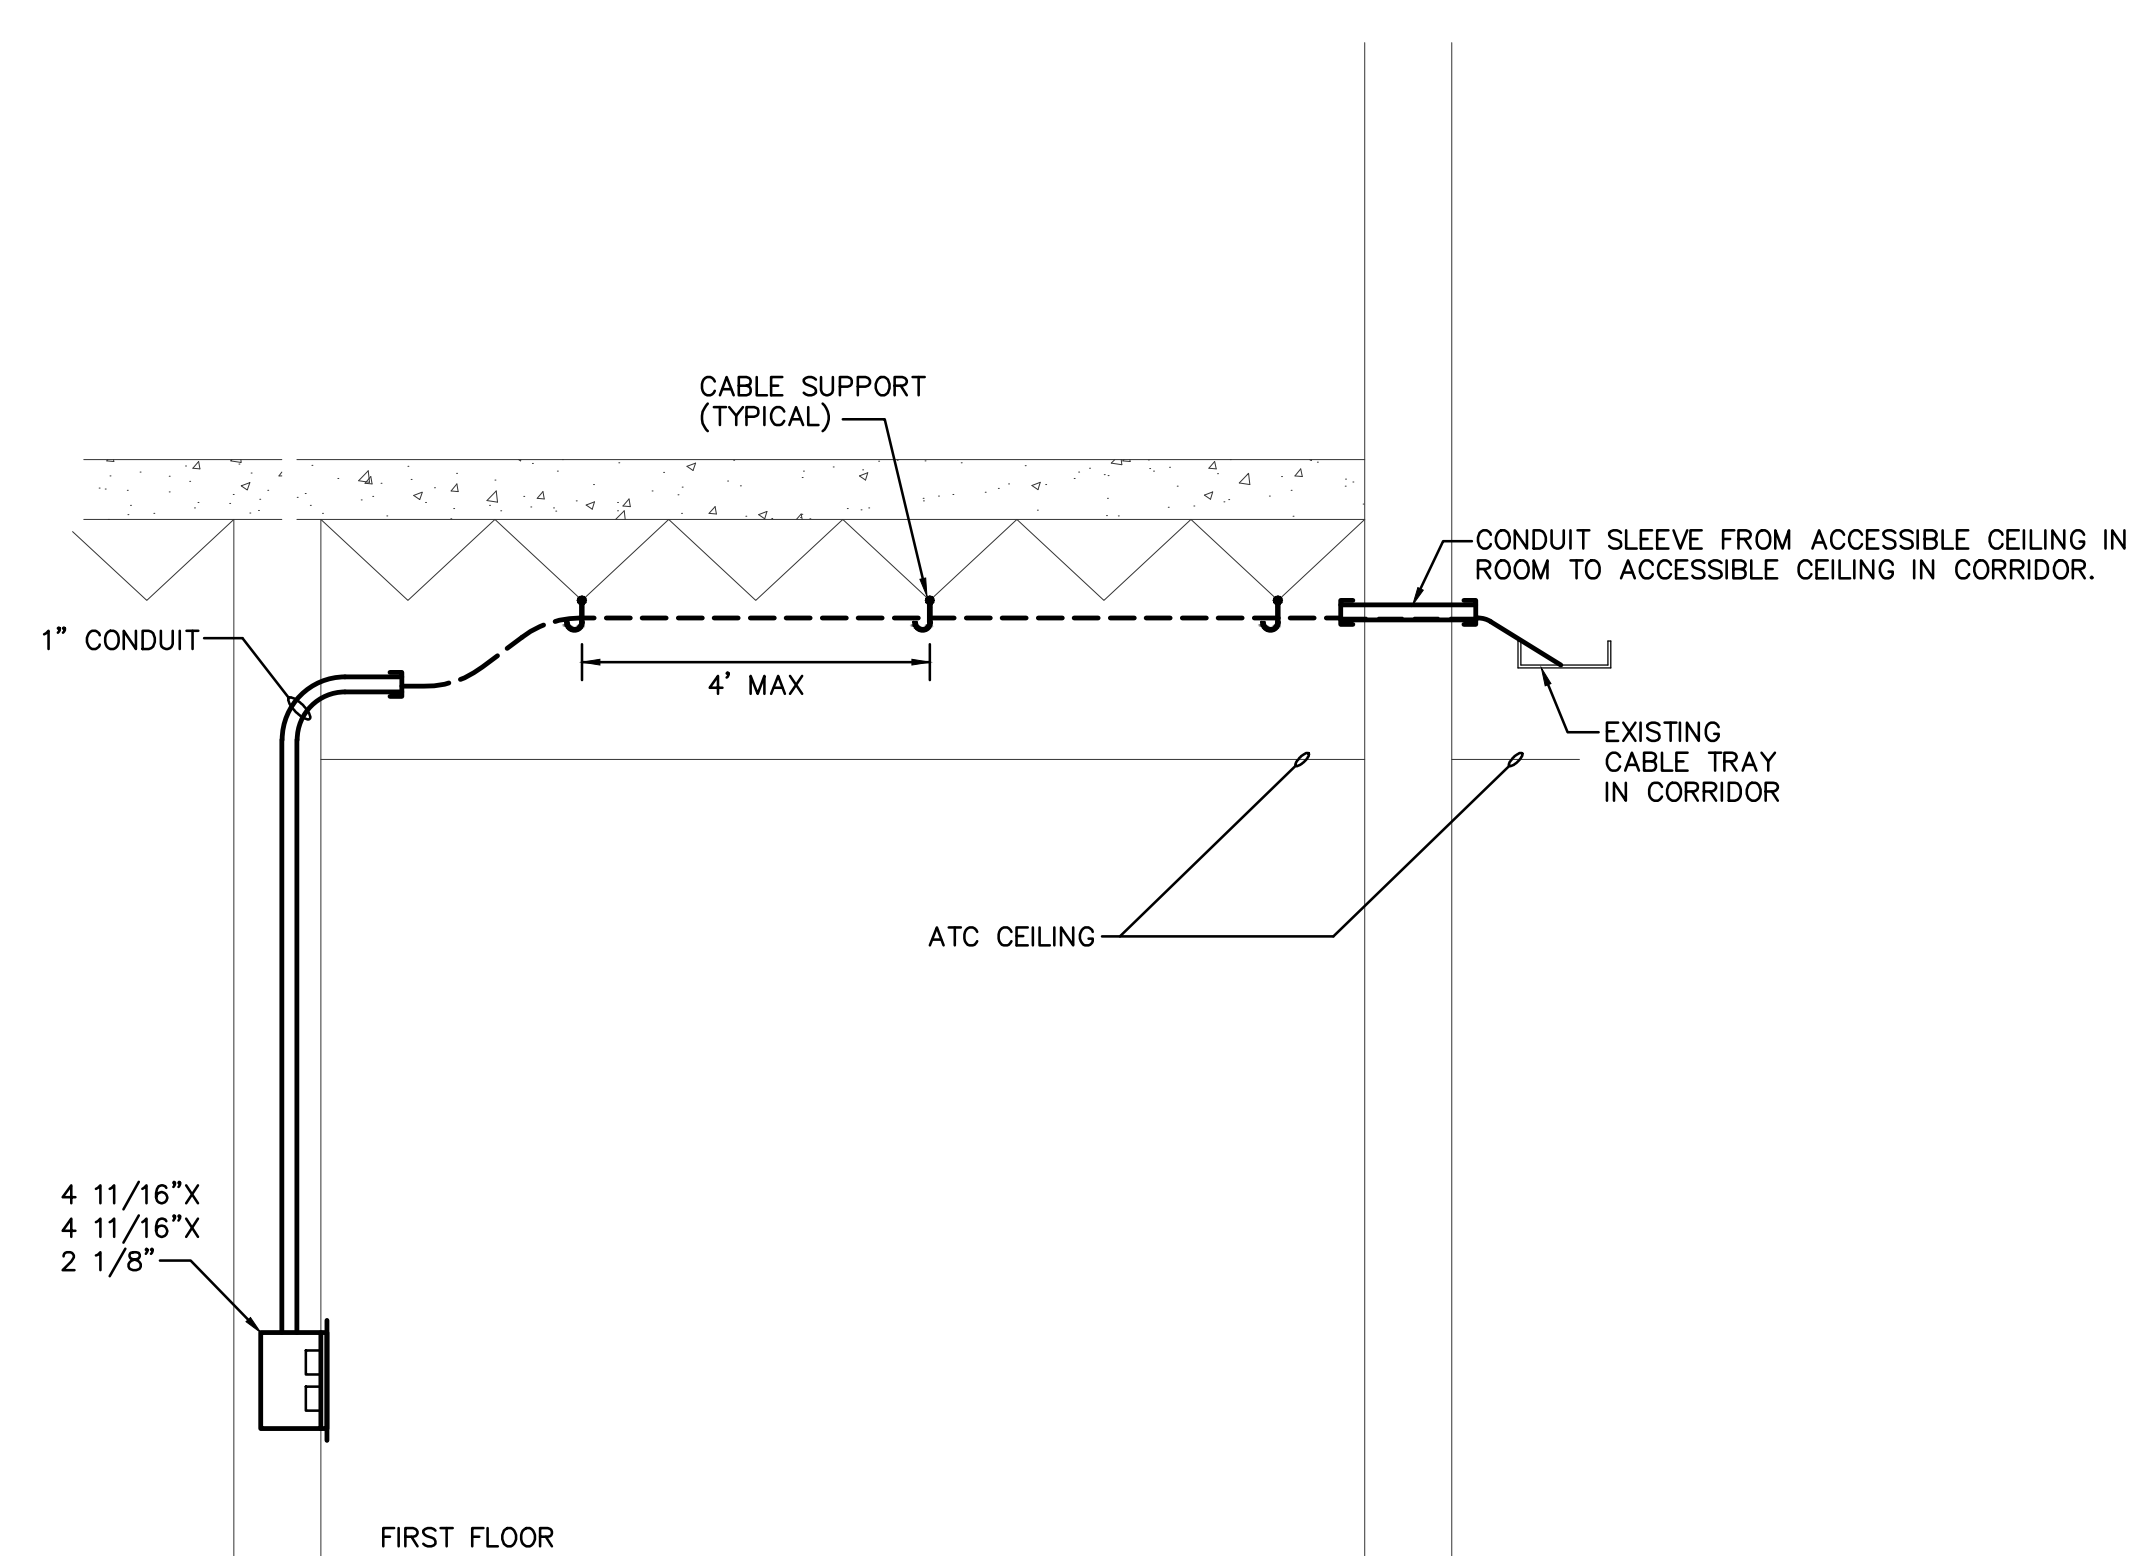 CABLE SUPPORT
(TYPICAL)
CONDUIT SLEEVE FROM ACCESSIBLE CEILING IN
ROOM TO ACCESSIBLE CEILING IN CORRIDOR.
1" CONDUIT
4' MAX
EXISTING
CABLE TRAY
IN CORRIDOR
ATC CEILING
4 11/16"X
4 11/16"X
2 1/8"
FIRST FLOOR